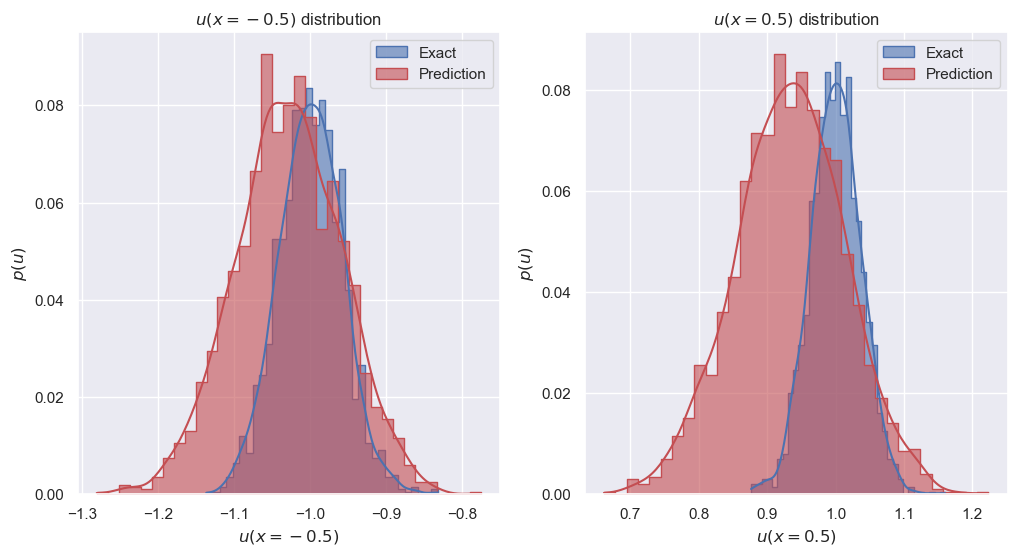 u(x = −0.5) distribution
Exact
Prediction
p(u)
0.08
0.06
0.04
0.02
0.00
−1.3 −1.2 −1.1 −1.0 −0.9 −0.8
u(x = −0.5)
u(x = 0.5) distribution
Exact
Prediction
p(u)
0.08
0.06
0.04
0.02
0.00
0.7 0.8 0.9 1.0 1.1 1.2
u(x = 0.5)